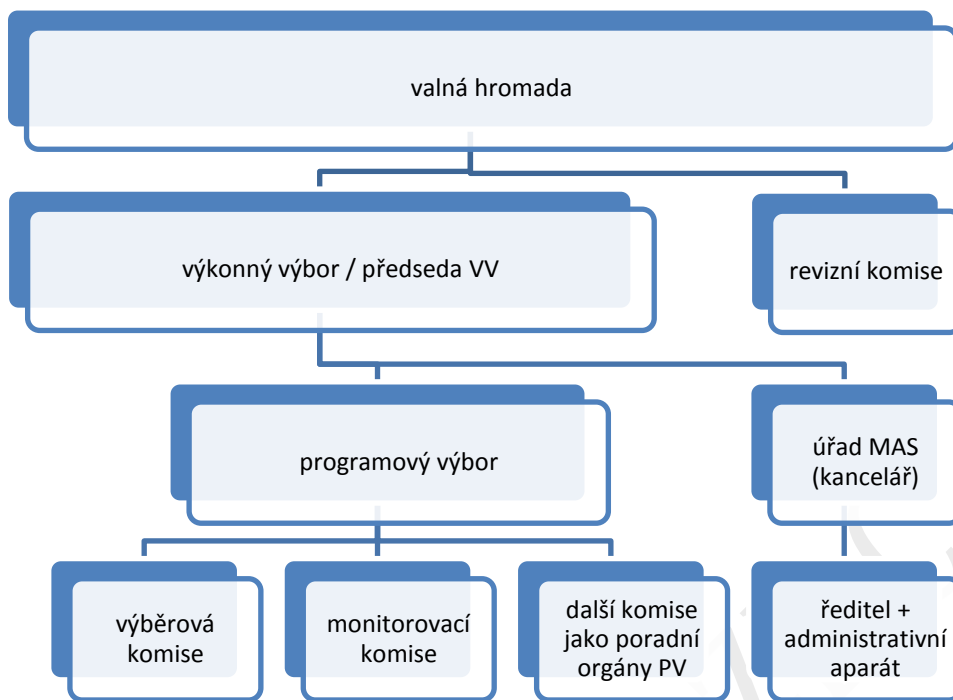 valná hromada
výkonný výbor / předseda VV
revizní komise
programový výbor
úřad MAS
(kancelář)
výběrová
komise
monitorovací
komise
další komise
jako poradní
orgány PV
ředitel +
administrativní
aparát